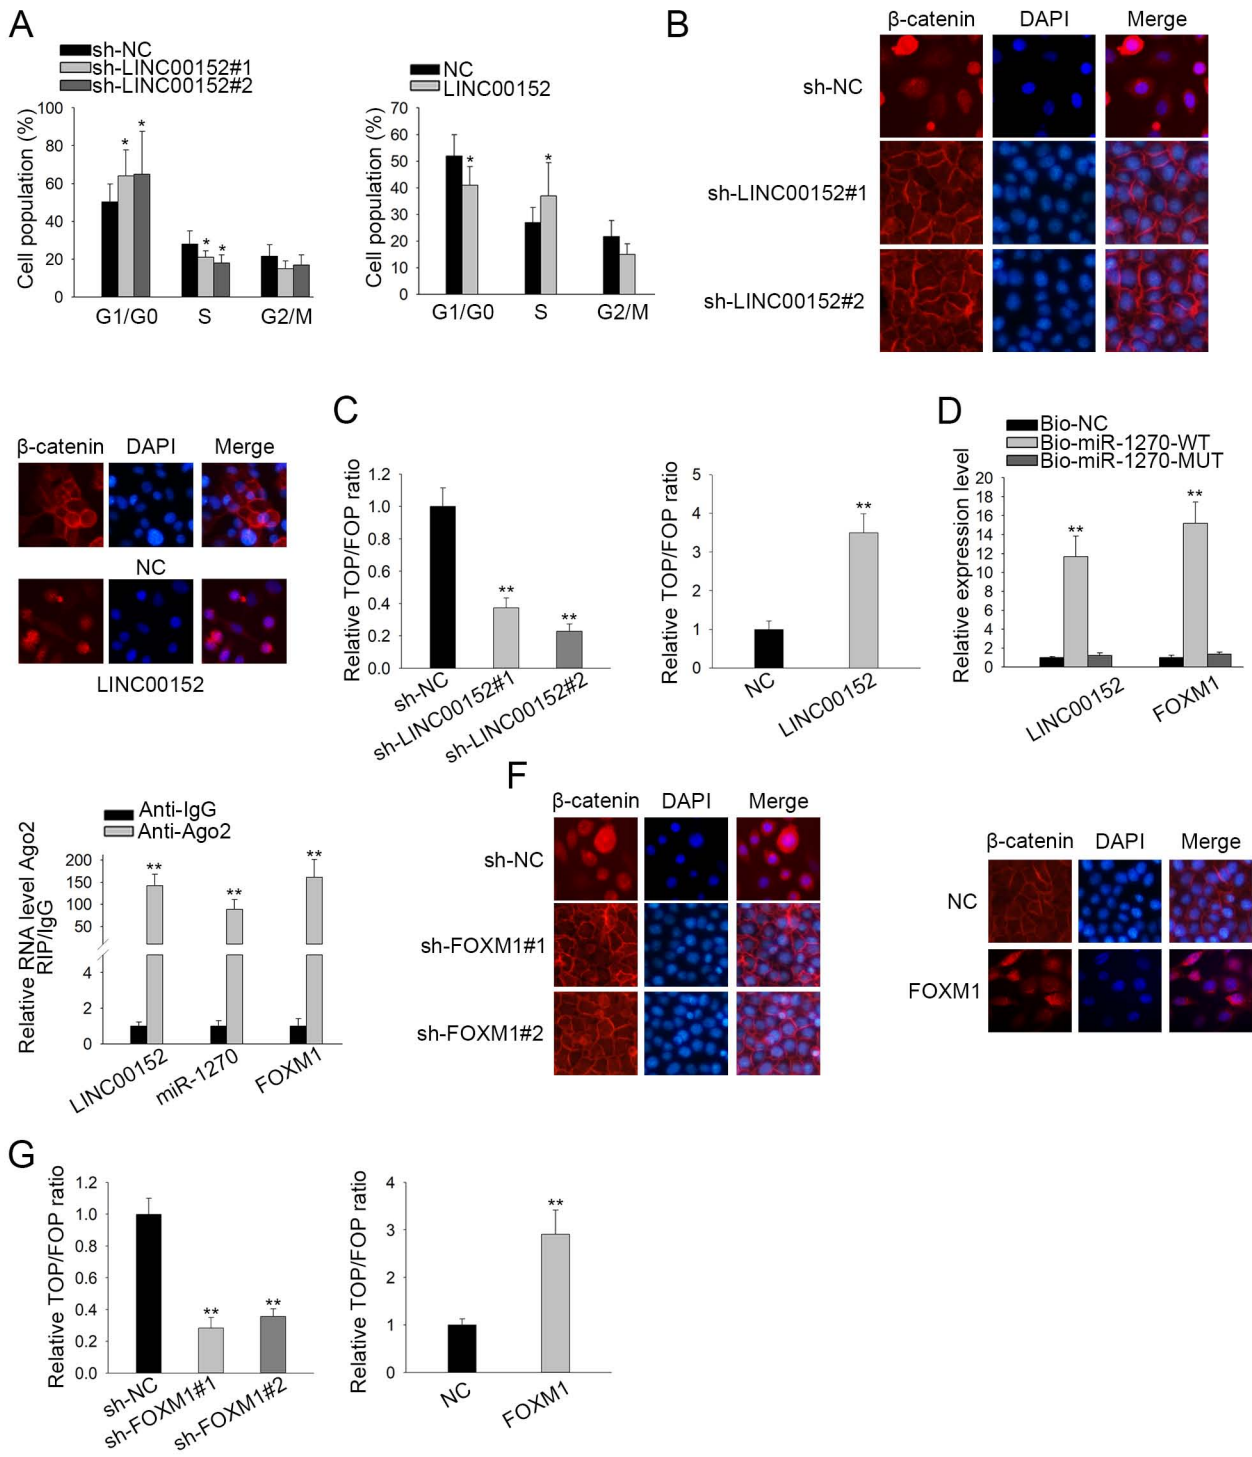 A
sh-NC
sh-LINC00152#1
sh-LINC00152#2
Cell population (%)
100
80
60
40
20
0
* * * *
G1/G0 S G2/M
NC
LINC00152
Cell population (%)
70
60
50
40
30
20
10
0
* *
G1/G0 S G2/M
B
β-catenin DAPI Merge
sh-NC
sh-LINC00152#1
sh-LINC00152#2
β-catenin DAPI Merge
NC
LINC00152
C
Relative TOP/FOP ratio
1.2
1.0
0.8
0.6
0.4
0.2
0.0
** **
sh-NC
sh-LINC00152#1
sh-LINC00152#2
Relative TOP/FOP ratio
5
4
3
2
1
0
**
NC
LINC00152
D
Bio-NC
Bio-miR-1270-WT
Bio-miR-1270-MUT
Relative expression level
20
18
16
14
12
10
8
6
4
2
0
** **
LINC00152
FOXM1
Anti-IgG
Anti-Ago2
Relative RNA level Ago2
RIP/IgG
200
150
100
50
4
2
0
** ** **
LINC00152
miR-1270
FOXM1
F
β-catenin DAPI Merge
sh-NC
sh-FOXM1#1
sh-FOXM1#2
β-catenin DAPI Merge
NC
FOXM1
G
Relative TOP/FOP ratio
1.2
1.0
0.8
0.6
0.4
0.2
0.0
** **
sh-NC
sh-FOXM1#1
sh-FOXM1#2
Relative TOP/FOP ratio
4
3
2
1
0
**
NC
FOXM1